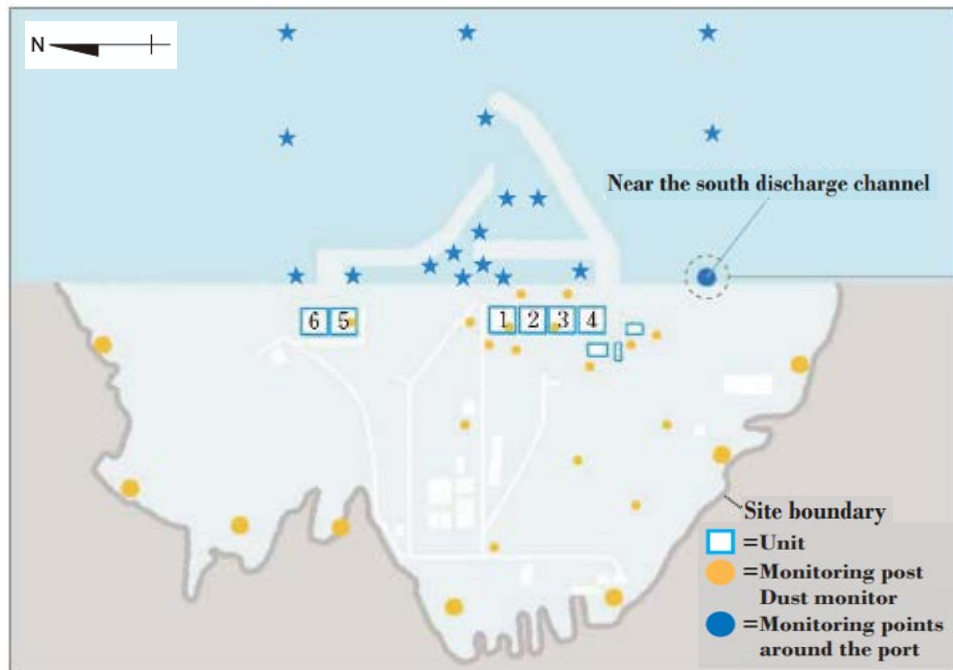 N
Near the south discharge channel
6 5 1 2 3 4
Site boundary
=Unit
=Monitoring post
Dust monitor
=Monitoring points
around the port